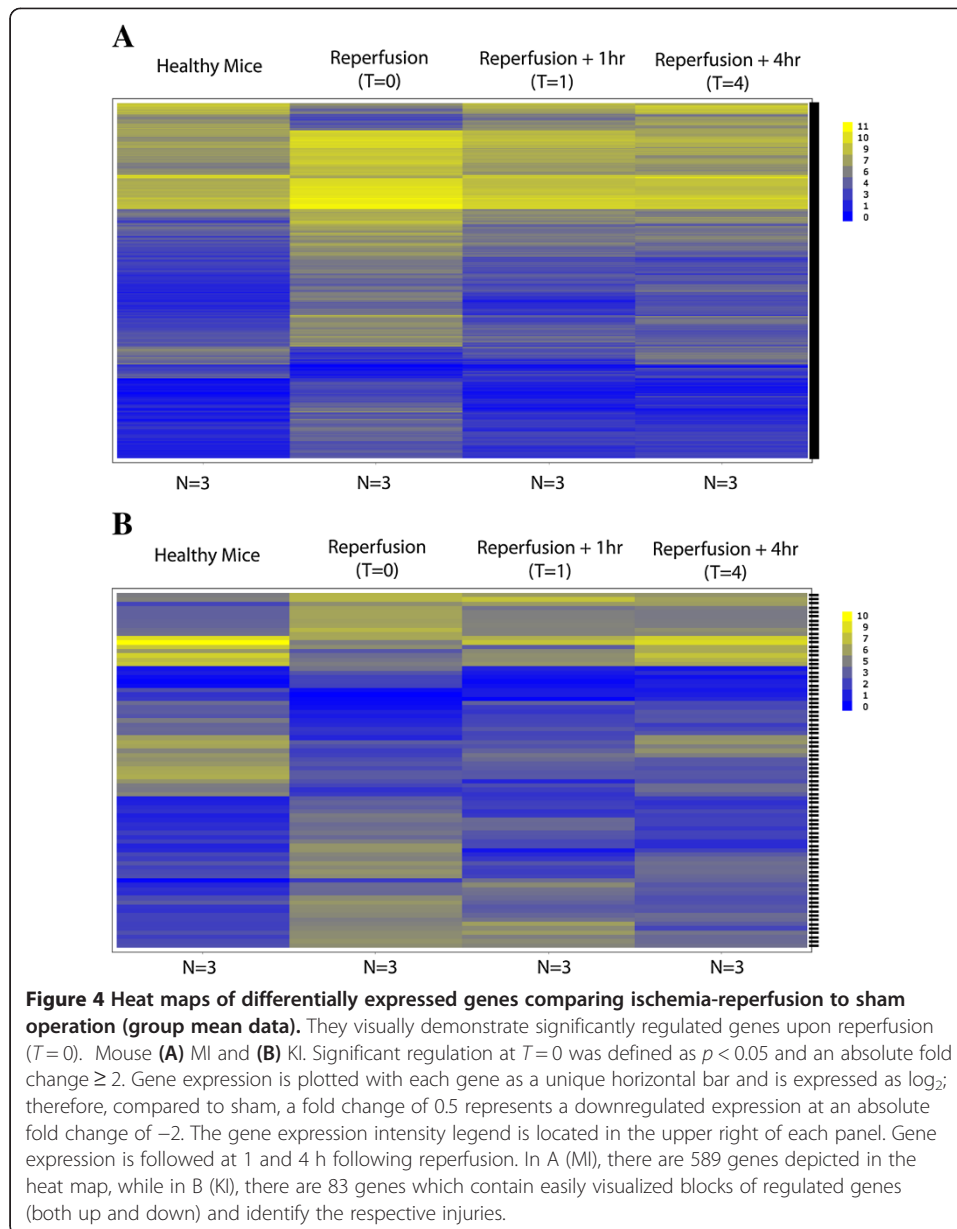 A
Healthy Mice
Reperfusion
(T=0)
Reperfusion + 1hr
(T=1)
Reperfusion + 4hr
(T=4)
11
10
9
7
6
4
3
1
0
N=3
N=3
N=3
N=3
B
Healthy Mice
Reperfusion
(T=0)
Reperfusion + 1hr
(T=1)
Reperfusion + 4hr
(T=4)
10
9
7
6
5
3
2
1
0
N=3
N=3
N=3
N=3
Figure 4 Heat maps of differentially expressed genes comparing ischemia-reperfusion to sham
operation (group mean data). They visually demonstrate significantly regulated genes upon reperfusion
(T = 0). Mouse (A) MI and (B) KI. Significant regulation at T = 0 was defined as p < 0.05 and an absolute fold
change ≥ 2. Gene expression is plotted with each gene as a unique horizontal bar and is expressed as log₂;
therefore, compared to sham, a fold change of 0.5 represents a downregulated expression at an absolute
fold change of −2. The gene expression intensity legend is located in the upper right of each panel. Gene
expression is followed at 1 and 4 h following reperfusion. In A (MI), there are 589 genes depicted in the
heat map, while in B (KI), there are 83 genes which contain easily visualized blocks of regulated genes
(both up and down) and identify the respective injuries.